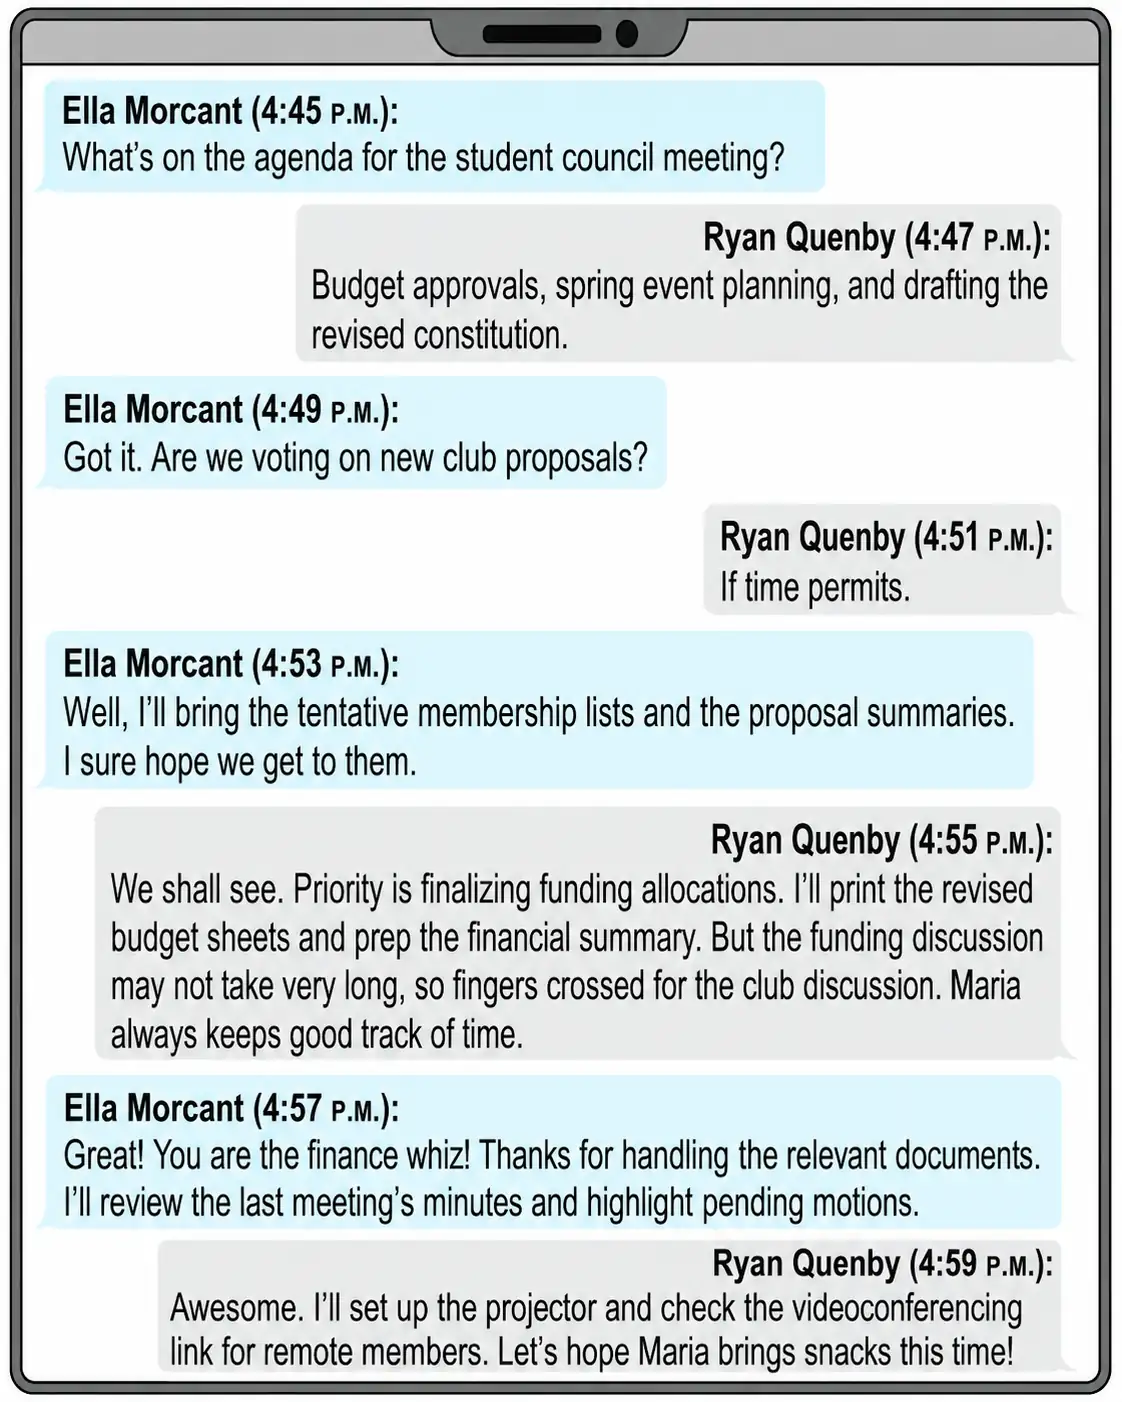 Ella Morcant (4:45 P.M.):
What's on the agenda for the student council meeting?
Ryan Quenby (4:47 P.M.):
Budget approvals, spring event planning, and drafting the
revised constitution.
Ella Morcant (4:49 P.M.):
Got it. Are we voting on new club proposals?
Ryan Quenby (4:51 P.M.):
If time permits.
Ella Morcant (4:53 P.M.):
Well, I'll bring the tentative membership lists and the proposal summaries.
I sure hope we get to them.
Ryan Quenby (4:55 P.M.):
We shall see. Priority is finalizing funding allocations. I'll print the revised
budget sheets and prep the financial summary. But the funding discussion
may not take very long, so fingers crossed for the club discussion. Maria
always keeps good track of time.
Ella Morcant (4:57 P.M.):
Great! You are the finance whiz! Thanks for handling the relevant documents.
I'll review the last meeting's minutes and highlight pending motions.
Ryan Quenby (4:59 P.M.):
Awesome. I'll set up the projector and check the videoconferencing
link for remote members. Let's hope Maria brings snacks this time!